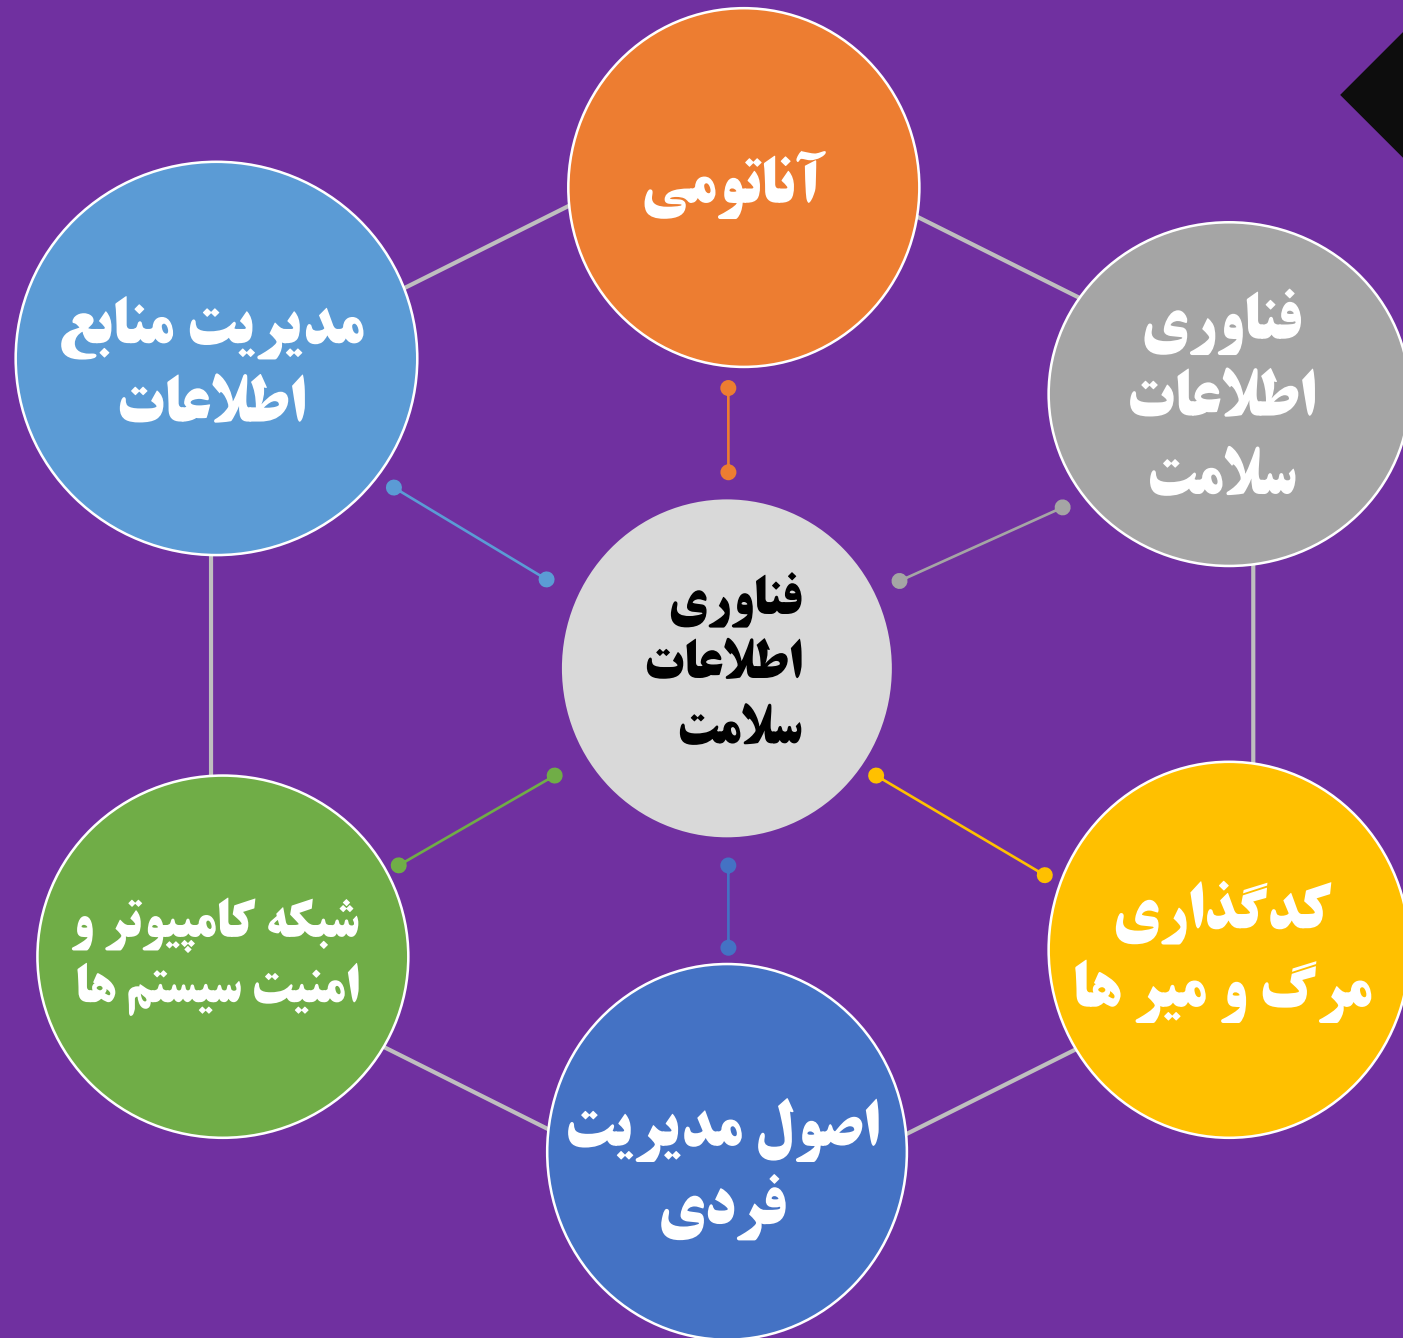 آناتومی
فناوری
اطلاعات
سلامت
مدیریت منابع
اطلاعات
فناوری
اطلاعات
سلامت
کدگذاری
مرگ و میر ها
شبکه کامپیوتر و
امنیت سیستم ها
اصول مدیریت
فردی